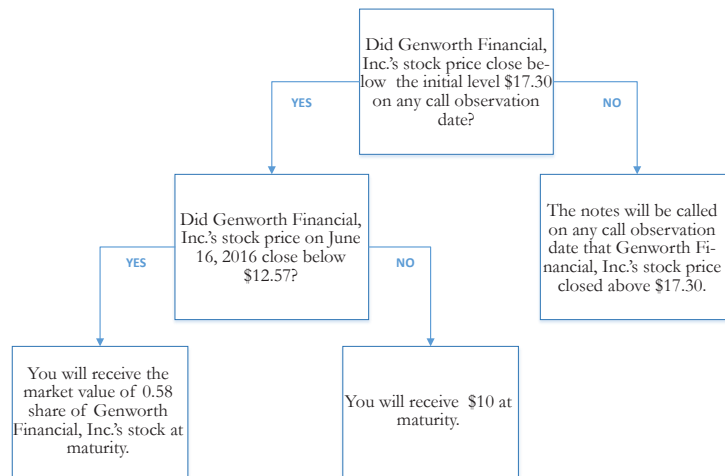 Did Genworth Financial,
Inc.'s stock price close be-
low the initial level $17.30
on any call observation
date?
YES
NO
Did Genworth Financial,
Inc.'s stock price on June
16, 2016 close below
$12.57?
The notes will be called
on any call observation
date that Genworth Fi-
nancial, Inc.'s stock price
closed above $17.30.
YES
NO
You will receive the
market value of 0.58
share of Genworth
Financial, Inc.'s stock at
maturity.
You will receive $10 at
maturity.